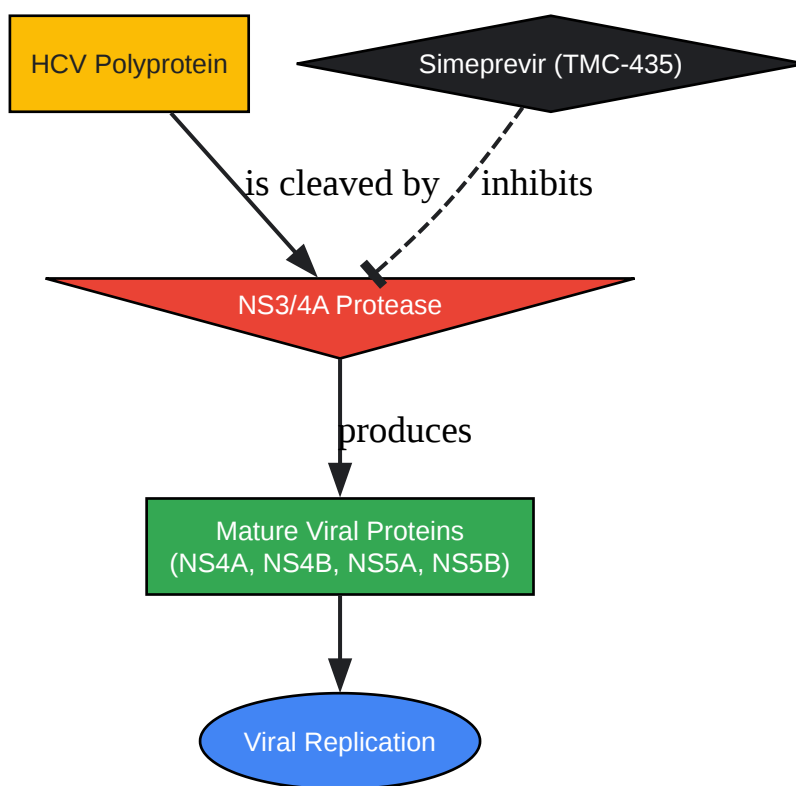 HCV Polyprotein
Simeprevir (TMC-435)
is cleaved by
inhibits
NS3/4A Protease
produces
Mature Viral Proteins
(NS4A, NS4B, NS5A, NS5B)
Viral Replication